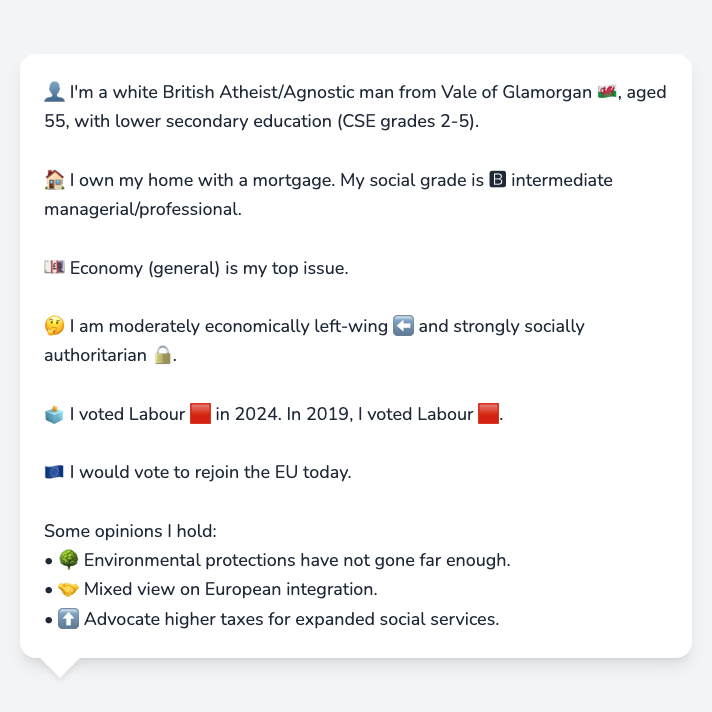 👤 I'm a white British Atheist/Agnostic man from Vale of Glamorgan 🏴󠁧󠁢󠁷󠁬󠁳󠁿, aged
55, with lower secondary education (CSE grades 2-5).
🏠 I own my home with a mortgage. My social grade is 🅱 intermediate
managerial/professional.
💷 Economy (general) is my top issue.
🤔 I am moderately economically left-wing ⬅️ and strongly socially
authoritarian 🔒.
🗳️ I voted Labour 🟥 in 2024. In 2019, I voted Labour 🟥.
🇪🇺 I would vote to rejoin the EU today.
Some opinions I hold:
• 🌳 Environmental protections have not gone far enough.
• 🤝 Mixed view on European integration.
• ⬆️ Advocate higher taxes for expanded social services.